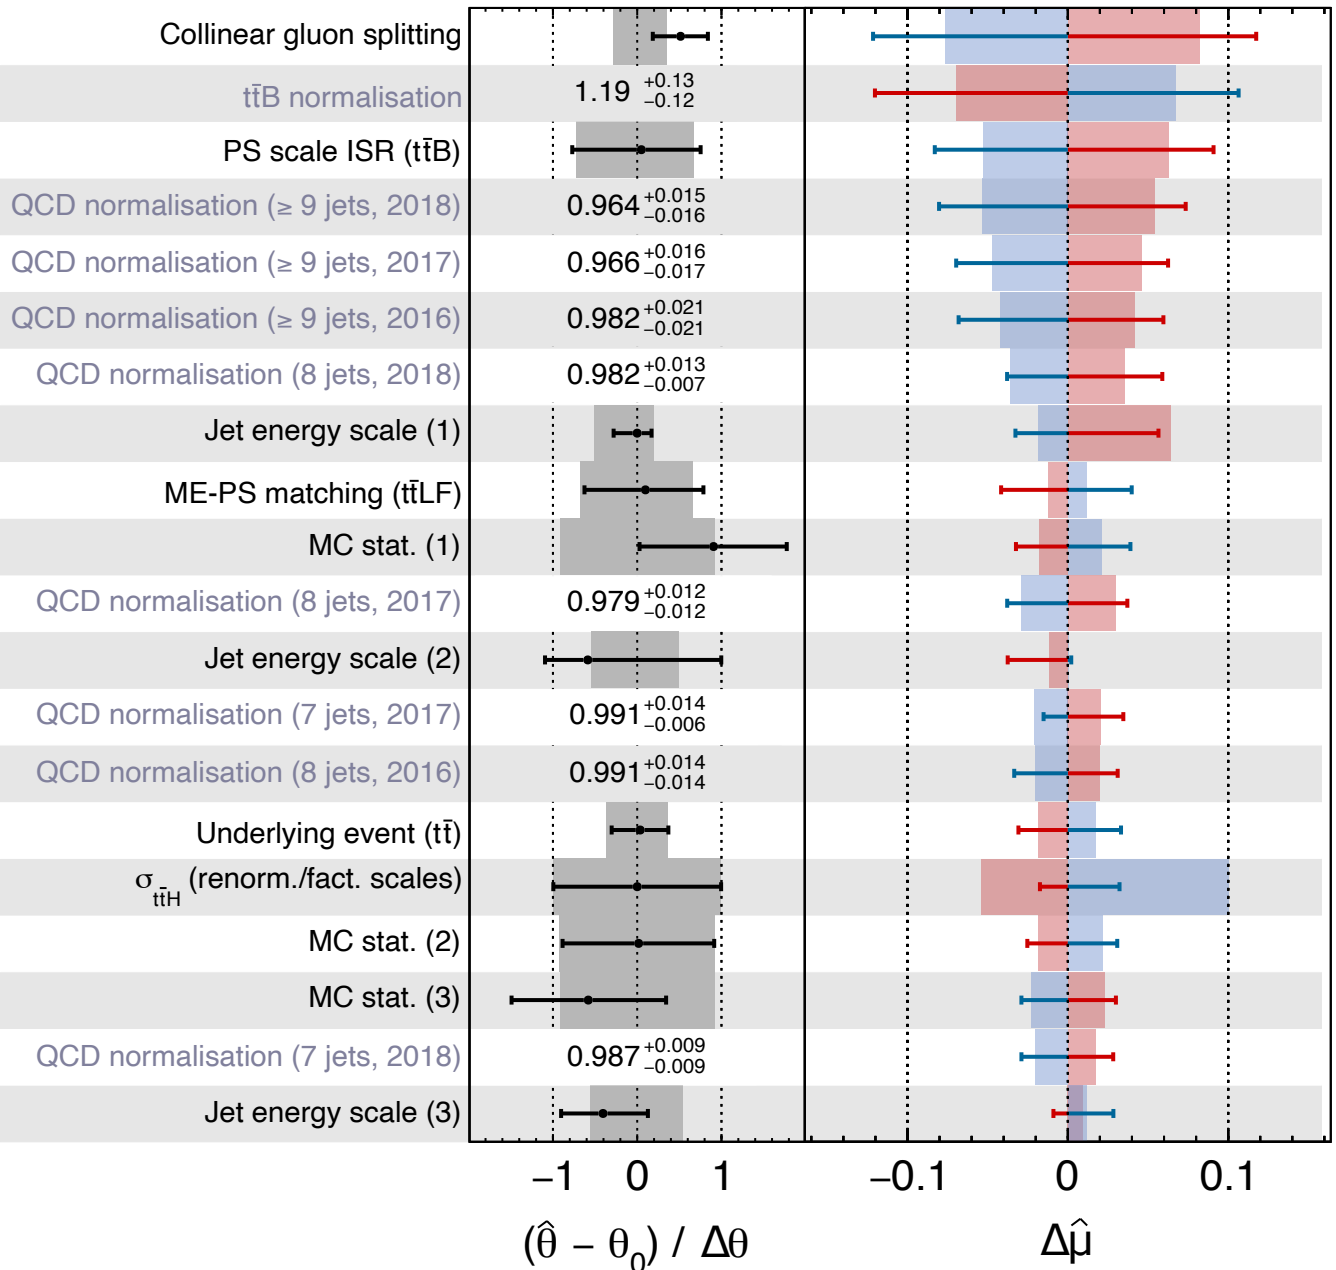 Collinear gluon splitting
tt̄B normalisation 1.19 +0.13 −0.12
PS scale ISR (tt̄B)
QCD normalisation (≥ 9 jets, 2018) 0.964 +0.015 −0.016
QCD normalisation (≥ 9 jets, 2017) 0.966 +0.016 −0.017
QCD normalisation (≥ 9 jets, 2016) 0.982 +0.021 −0.021
QCD normalisation (8 jets, 2018) 0.982 +0.013 −0.007
Jet energy scale (1)
ME-PS matching (tt̄LF)
MC stat. (1)
QCD normalisation (8 jets, 2017) 0.979 +0.012 −0.012
Jet energy scale (2)
QCD normalisation (7 jets, 2017) 0.991 +0.014 −0.006
QCD normalisation (8 jets, 2016) 0.991 +0.014 −0.014
Underlying event (tt̄)
σ_tt̄H (renorm./fact. scales)
MC stat. (2)
MC stat. (3)
QCD normalisation (7 jets, 2018) 0.987 +0.009 −0.009
Jet energy scale (3)
−1 0 1 −0.1 0 0.1
(θ̂ − θ₀) / Δθ Δμ̂